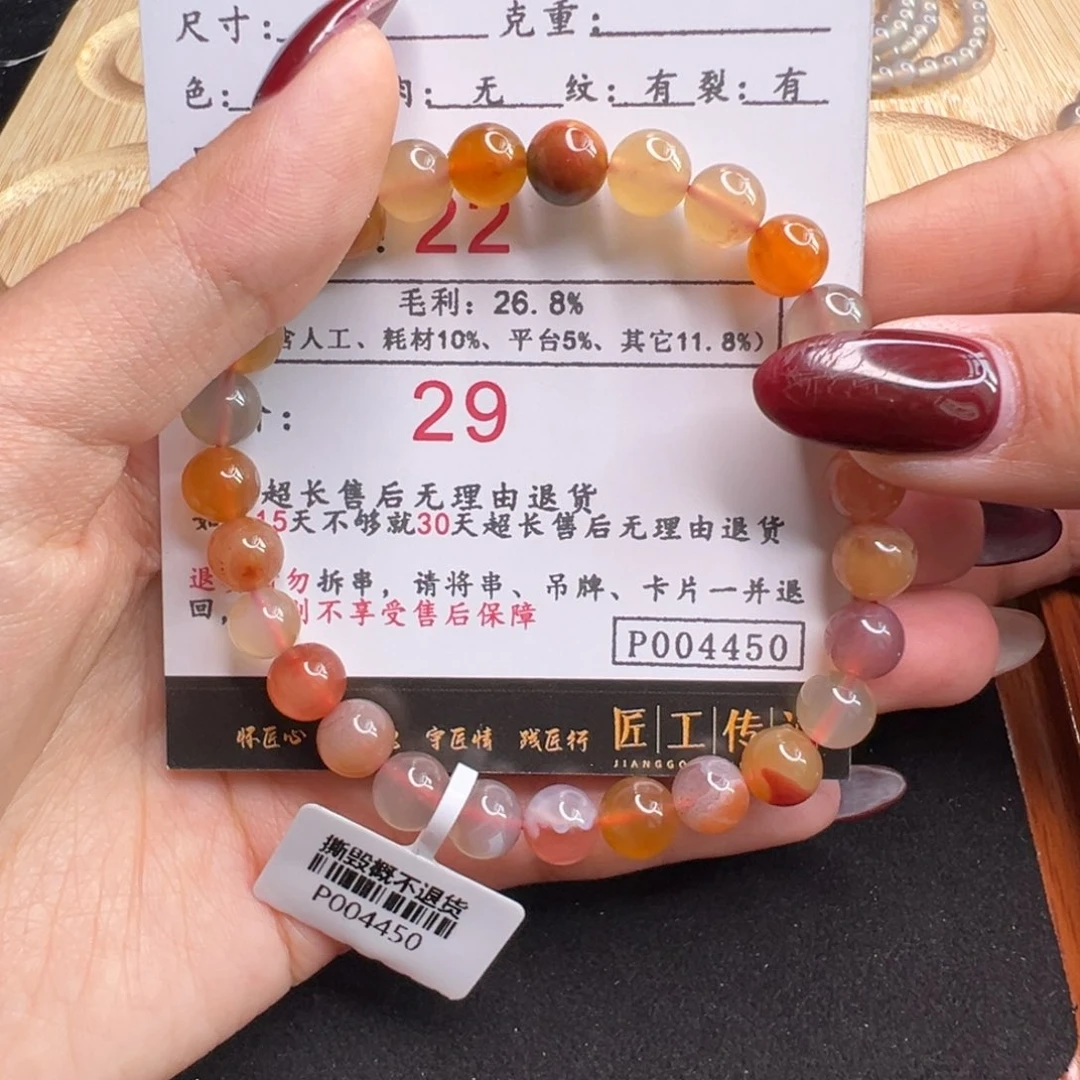 尺寸: 克重:
色: 肉: 无 纹: 有 裂: 有
: 22
毛利: 26.8%
含人工、耗材10%、平台5%、其它11.8%)
: 29
超长售后无理由退货
15天不够就30天超长售后无理由退货
退 勿拆串，请将串、吊牌、卡片一并退
回, 则不享受售后保障
P004450
怀匠心 守匠情 践匠行 匠工传
JIANGGO
撕毁概不退货
P004450